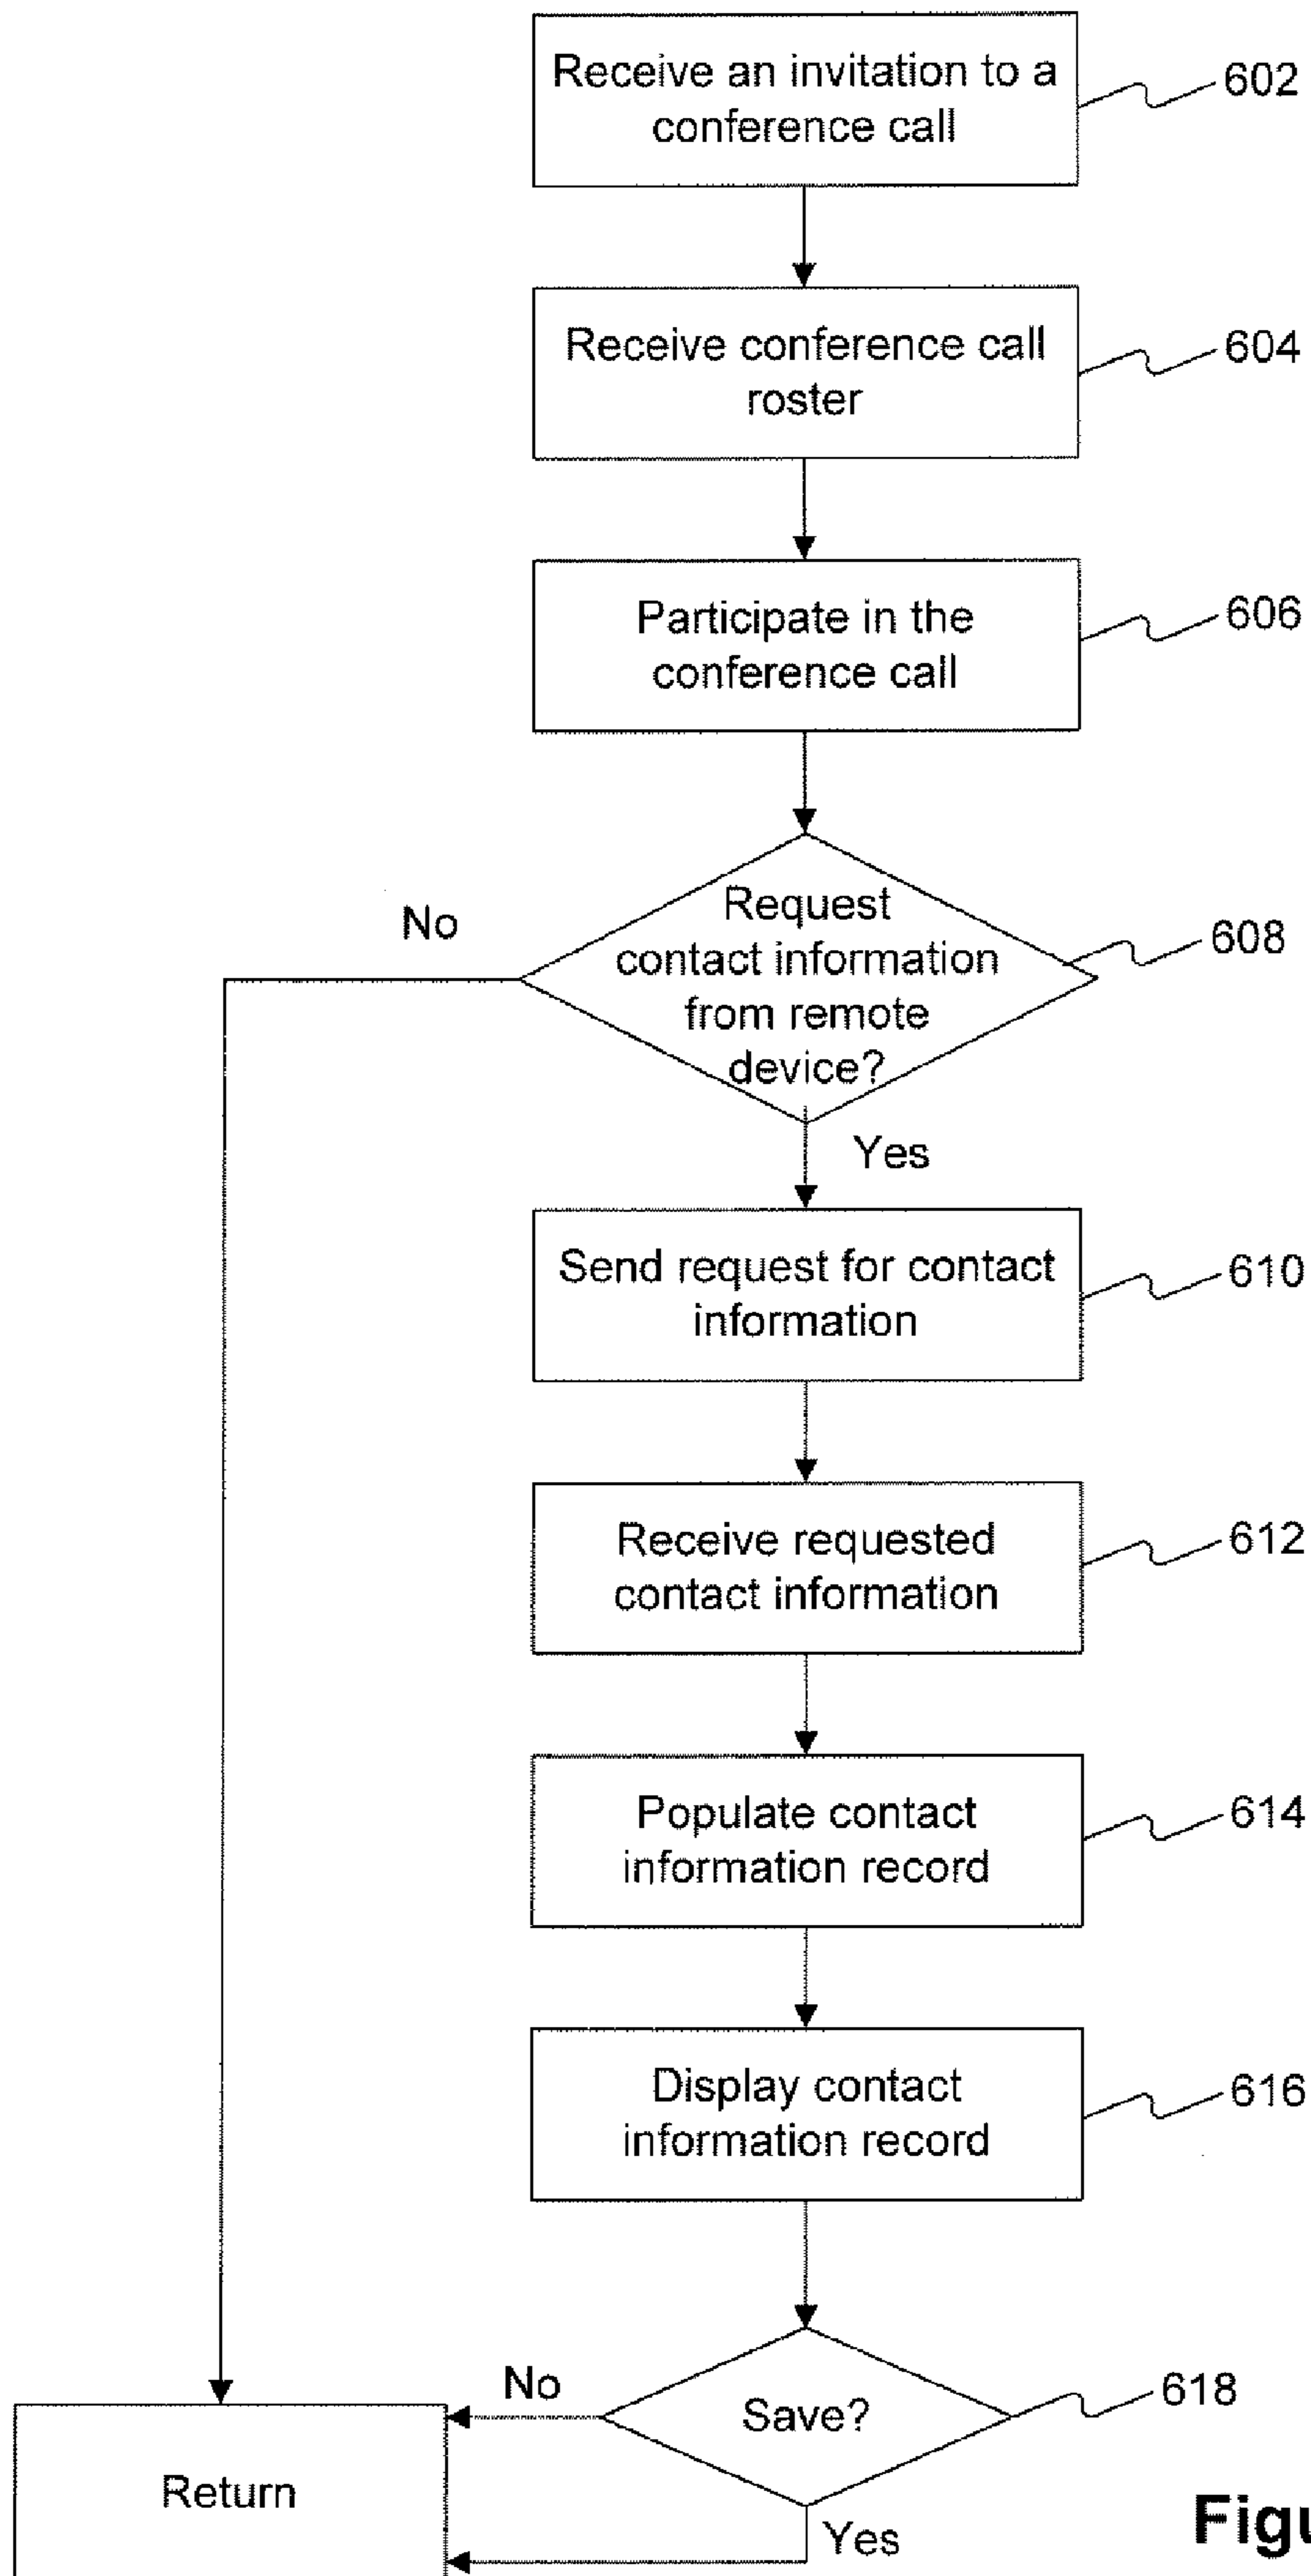 Receive an invitation to a
conference call
602
Receive conference call
roster
604
Participate in the
conference call
606
Request
contact information
from remote
device?
608
No
Yes
Send request for contact
information
610
Receive requested
contact information
612
Populate contact
information record
614
Display contact
information record
616
Save?
618
No
Yes
Return